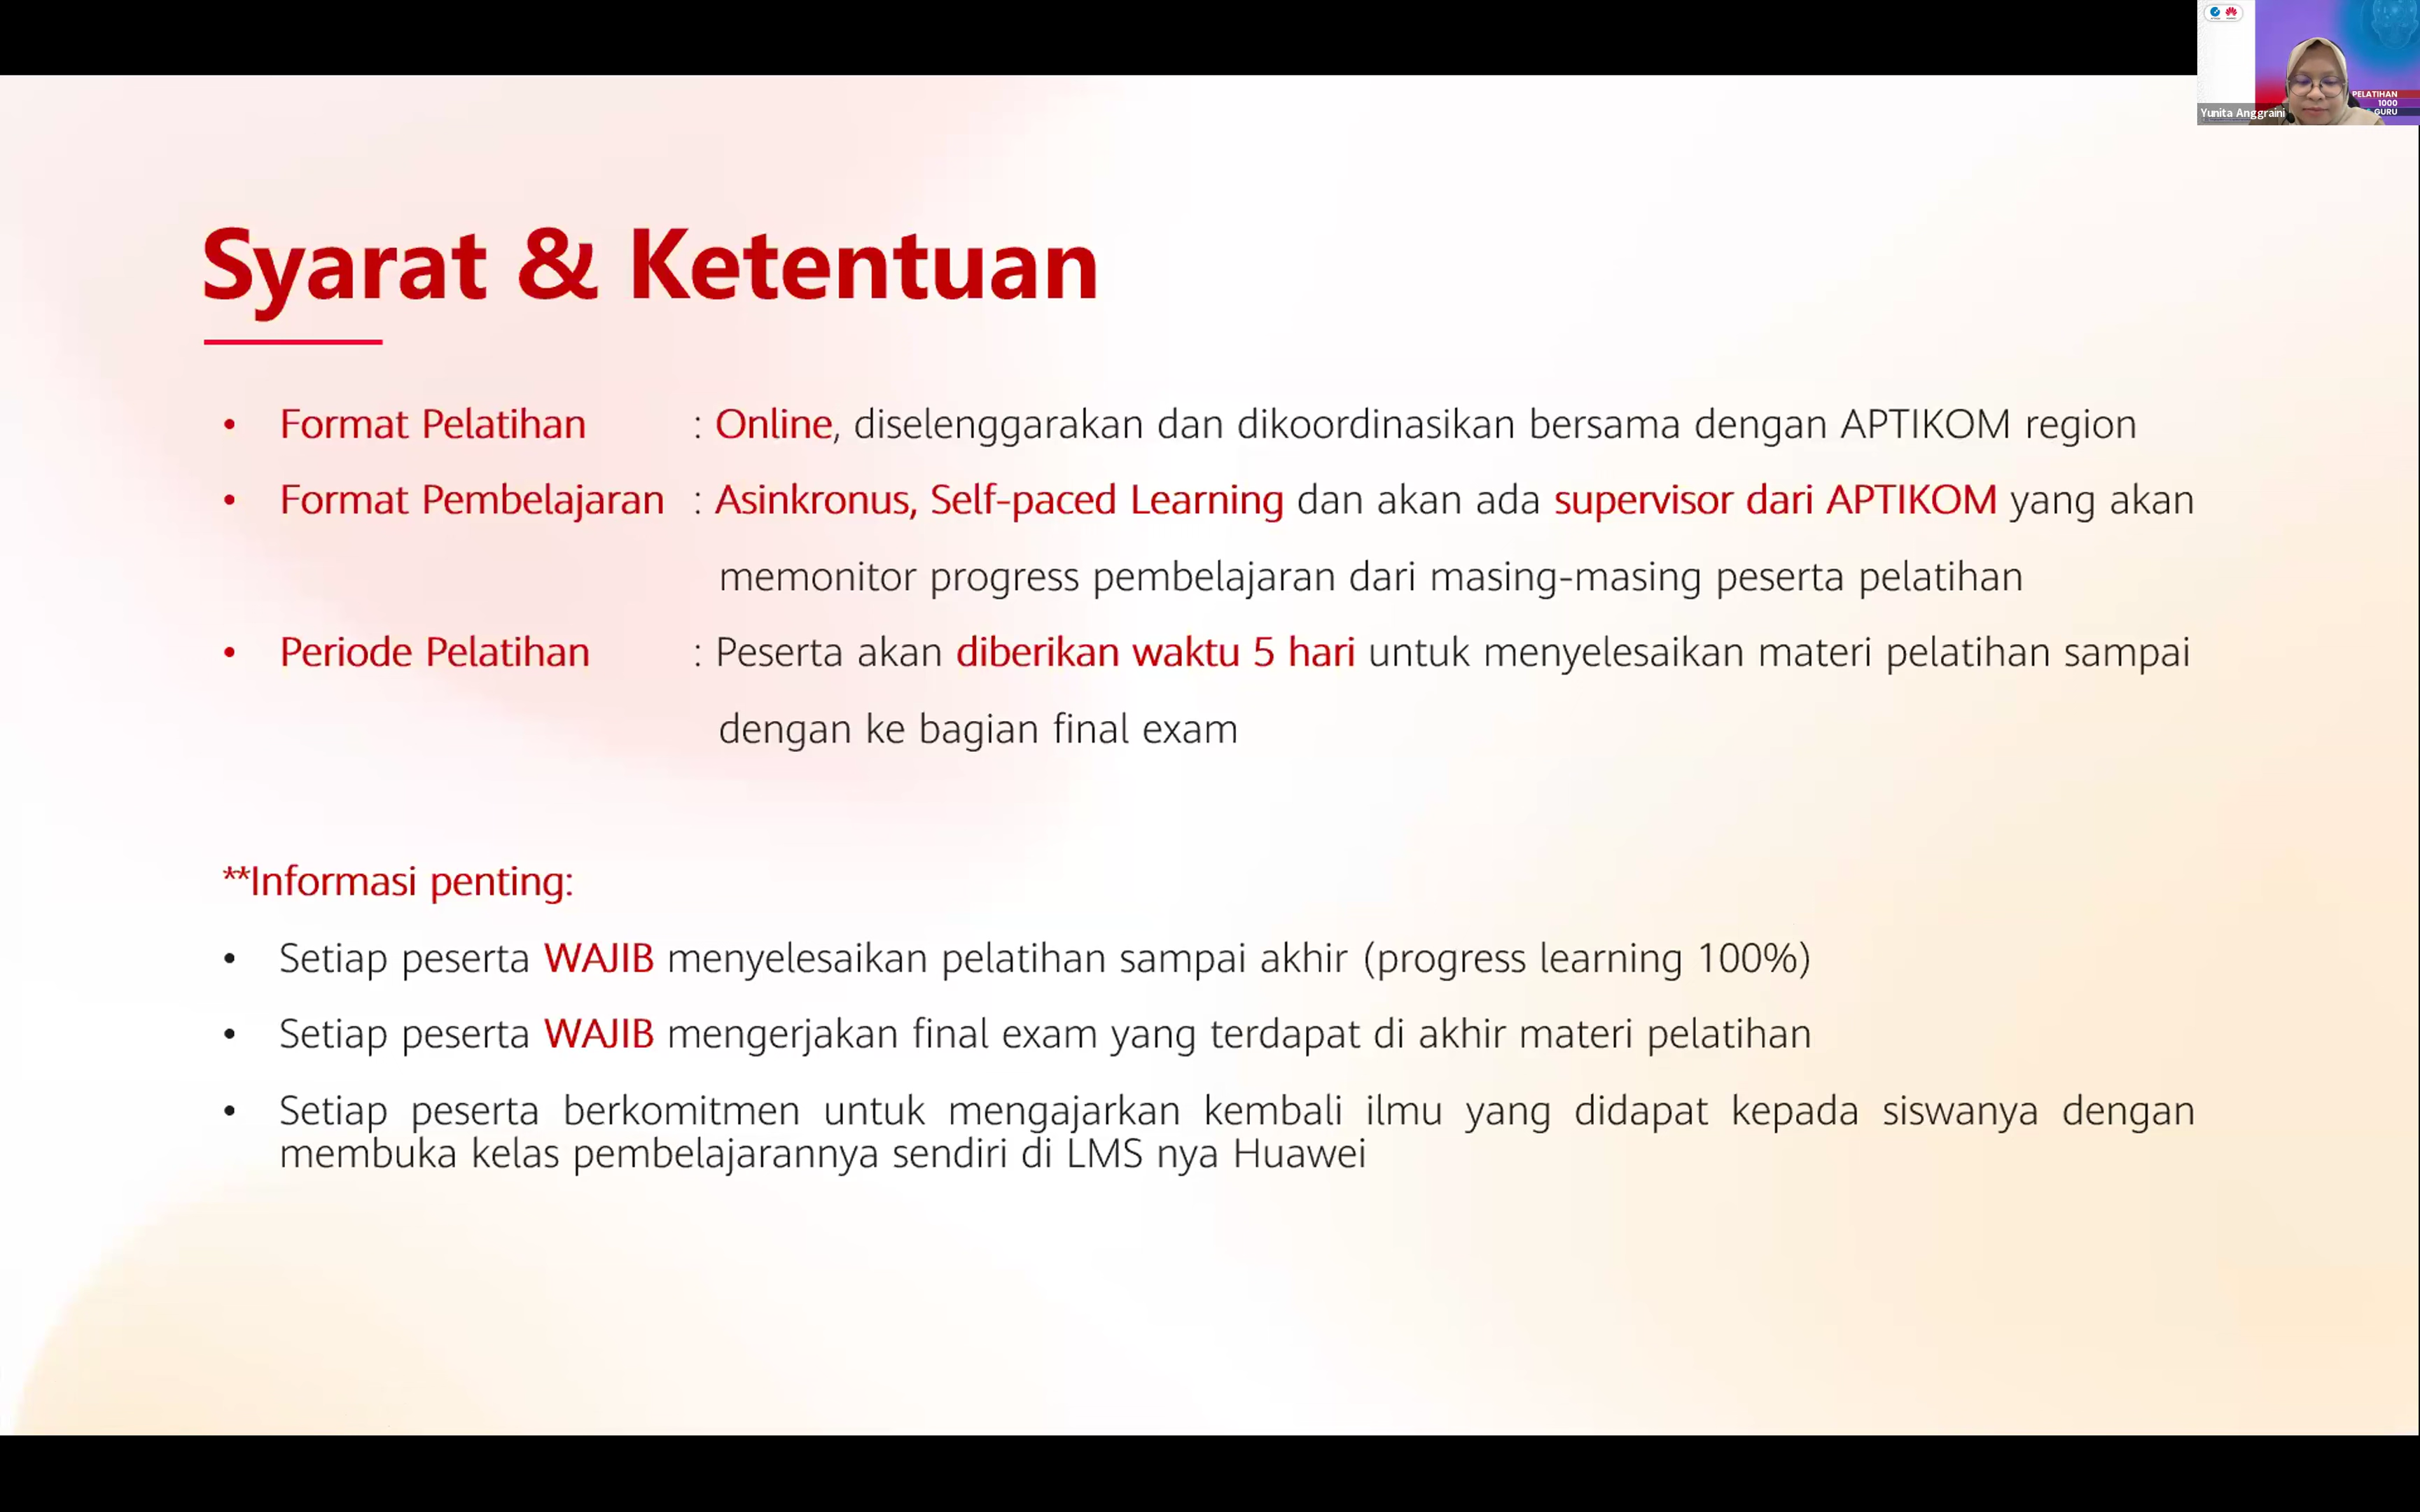 Yunita Anggraini
PELATIHAN
1000
GURU
Syarat & Ketentuan
• Format Pelatihan : Online, diselenggarakan dan dikoordinasikan bersama dengan APTIKOM region
• Format Pembelajaran : Asinkronus, Self-paced Learning dan akan ada supervisor dari APTIKOM yang akan
memonitor progress pembelajaran dari masing-masing peserta pelatihan
• Periode Pelatihan : Peserta akan diberikan waktu 5 hari untuk menyelesaikan materi pelatihan sampai
dengan ke bagian final exam
**Informasi penting:
• Setiap peserta WAJIB menyelesaikan pelatihan sampai akhir (progress learning 100%)
• Setiap peserta WAJIB mengerjakan final exam yang terdapat di akhir materi pelatihan
• Setiap peserta berkomitmen untuk mengajarkan kembali ilmu yang didapat kepada siswanya dengan
membuka kelas pembelajarannya sendiri di LMS nya Huawei